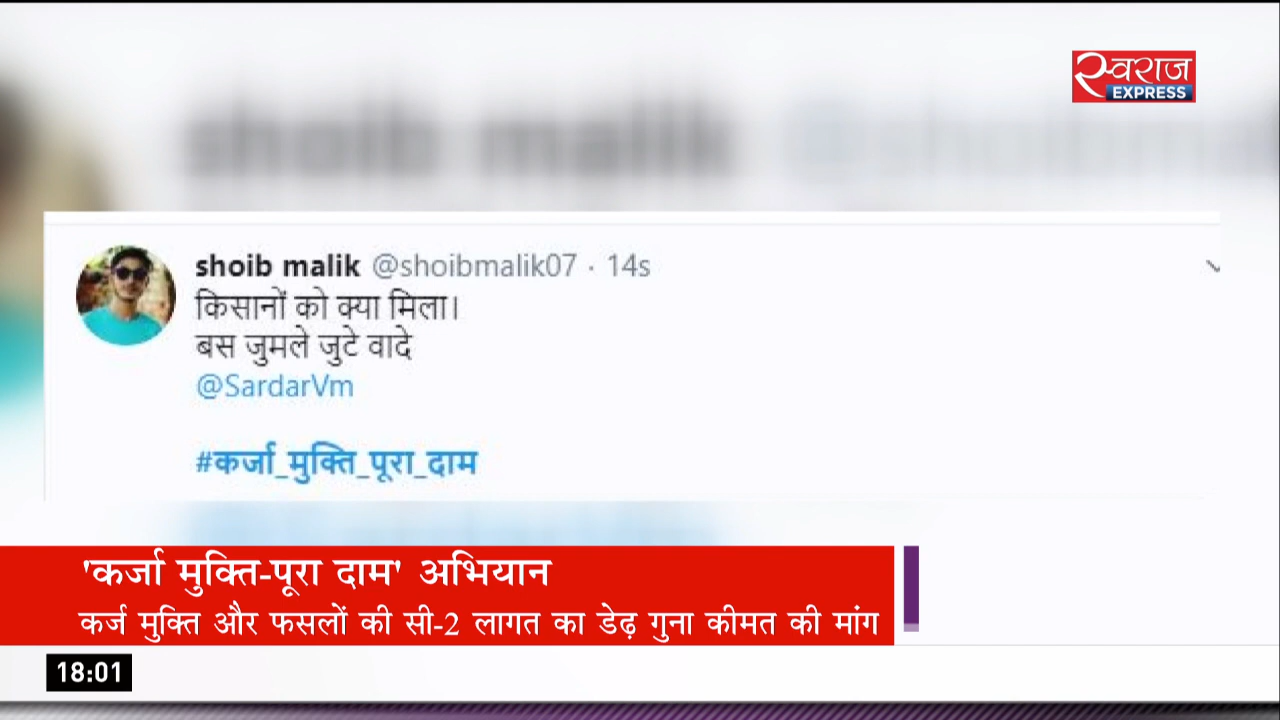 स्वराज
EXPRESS
shoib malik @shoibmalik07 · 14s
किसानों को क्या मिला।
बस जुमले जुटे वादे
@SardarVm
#कर्जा_मुक्ति_पूरा_दाम
'कर्जा मुक्ति-पूरा दाम' अभियान
कर्ज मुक्ति और फसलों की सी-2 लागत का डेढ़ गुना कीमत की मांग
18:01